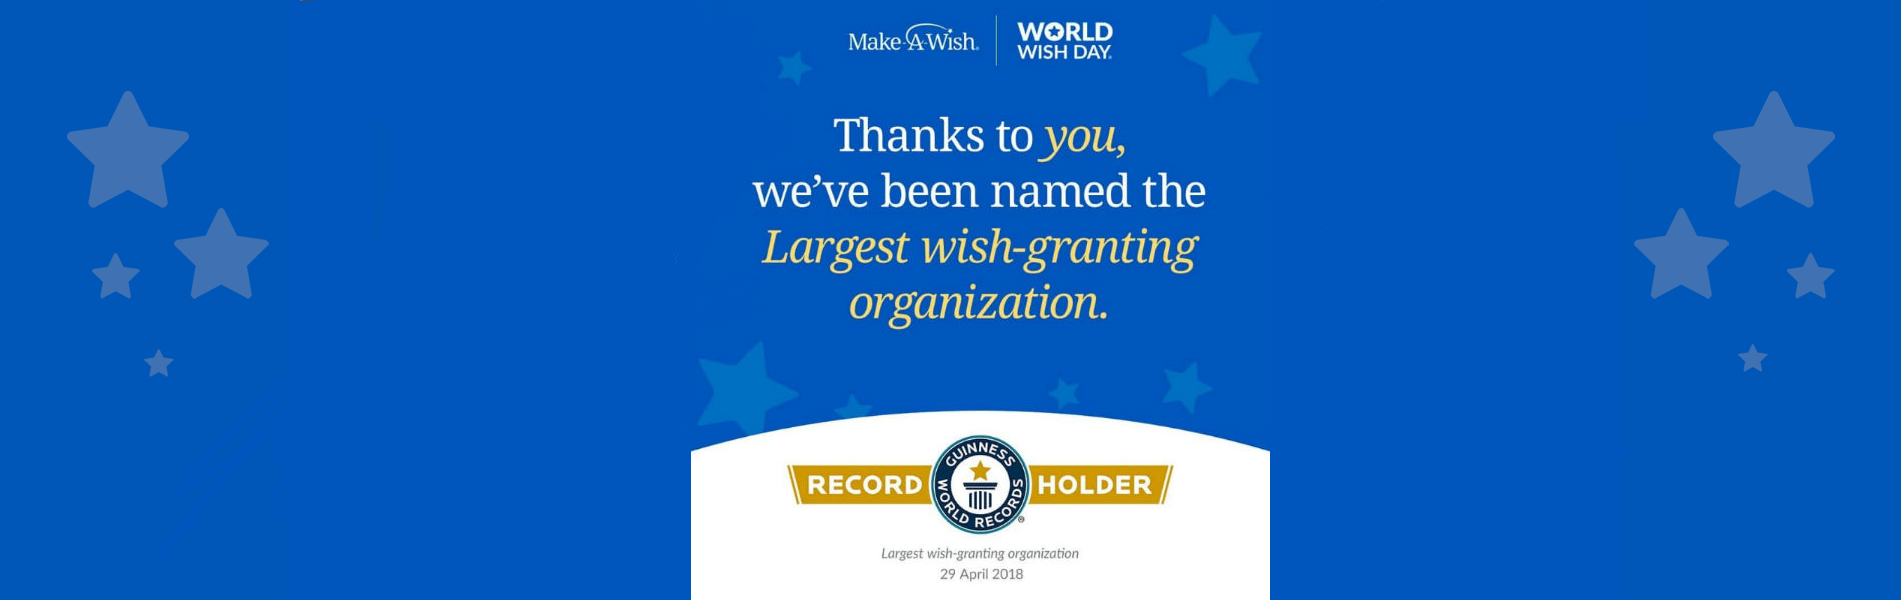 Make-A-Wish.
WORLD
WISH DAY.
Thanks to you,
we've been named the
Largest wish-granting
organization.
RECORD HOLDER
GUINNESS
WORLD RECORDS
®
Largest wish-granting organization
29 April 2018